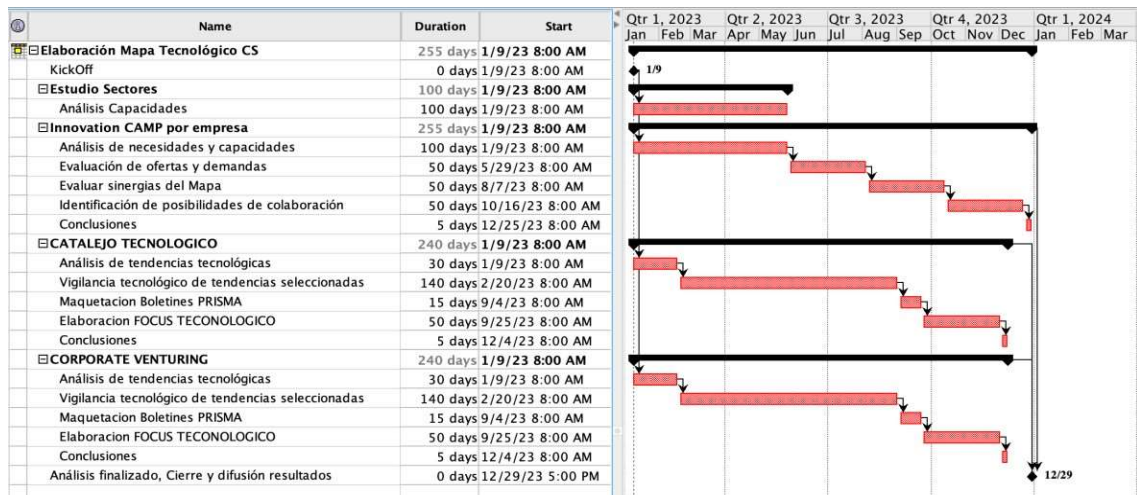 Name Duration Start Qtr 1, 2023 Qtr 2, 2023 Qtr 3, 2023 Qtr 4, 2023 Qtr 1, 2024
Jan Feb Mar Apr May Jun Jul Aug Sep Oct Nov Dec Jan Feb Mar
Elaboración Mapa Tecnológico CS 255 days 1/9/23 8:00 AM
KickOff 0 days 1/9/23 8:00 AM 1/9
Estudio Sectores 100 days 1/9/23 8:00 AM
Análisis Capacidades 100 days 1/9/23 8:00 AM
Innovation CAMP por empresa 255 days 1/9/23 8:00 AM
Análisis de necesidades y capacidades 100 days 1/9/23 8:00 AM
Evaluación de ofertas y demandas 50 days 5/29/23 8:00 AM
Evaluar sinergias del Mapa 50 days 8/7/23 8:00 AM
Identificación de posibilidades de colaboración 50 days 10/16/23 8:00 AM
Conclusiones 5 days 12/25/23 8:00 AM
CATALEJO TECNOLOGICO 240 days 1/9/23 8:00 AM
Análisis de tendencias tecnológicas 30 days 1/9/23 8:00 AM
Vigilancia tecnológico de tendencias seleccionadas 140 days 2/20/23 8:00 AM
Maquetacion Boletines PRISMA 15 days 9/4/23 8:00 AM
Elaboracion FOCUS TECONOLOGICO 50 days 9/25/23 8:00 AM
Conclusiones 5 days 12/4/23 8:00 AM
CORPORATE VENTURING 240 days 1/9/23 8:00 AM
Análisis de tendencias tecnológicas 30 days 1/9/23 8:00 AM
Vigilancia tecnológico de tendencias seleccionadas 140 days 2/20/23 8:00 AM
Maquetacion Boletines PRISMA 15 days 9/4/23 8:00 AM
Elaboracion FOCUS TECONOLOGICO 50 days 9/25/23 8:00 AM
Conclusiones 5 days 12/4/23 8:00 AM
Análisis finalizado, Cierre y difusión resultados 0 days 12/29/23 5:00 PM 12/29